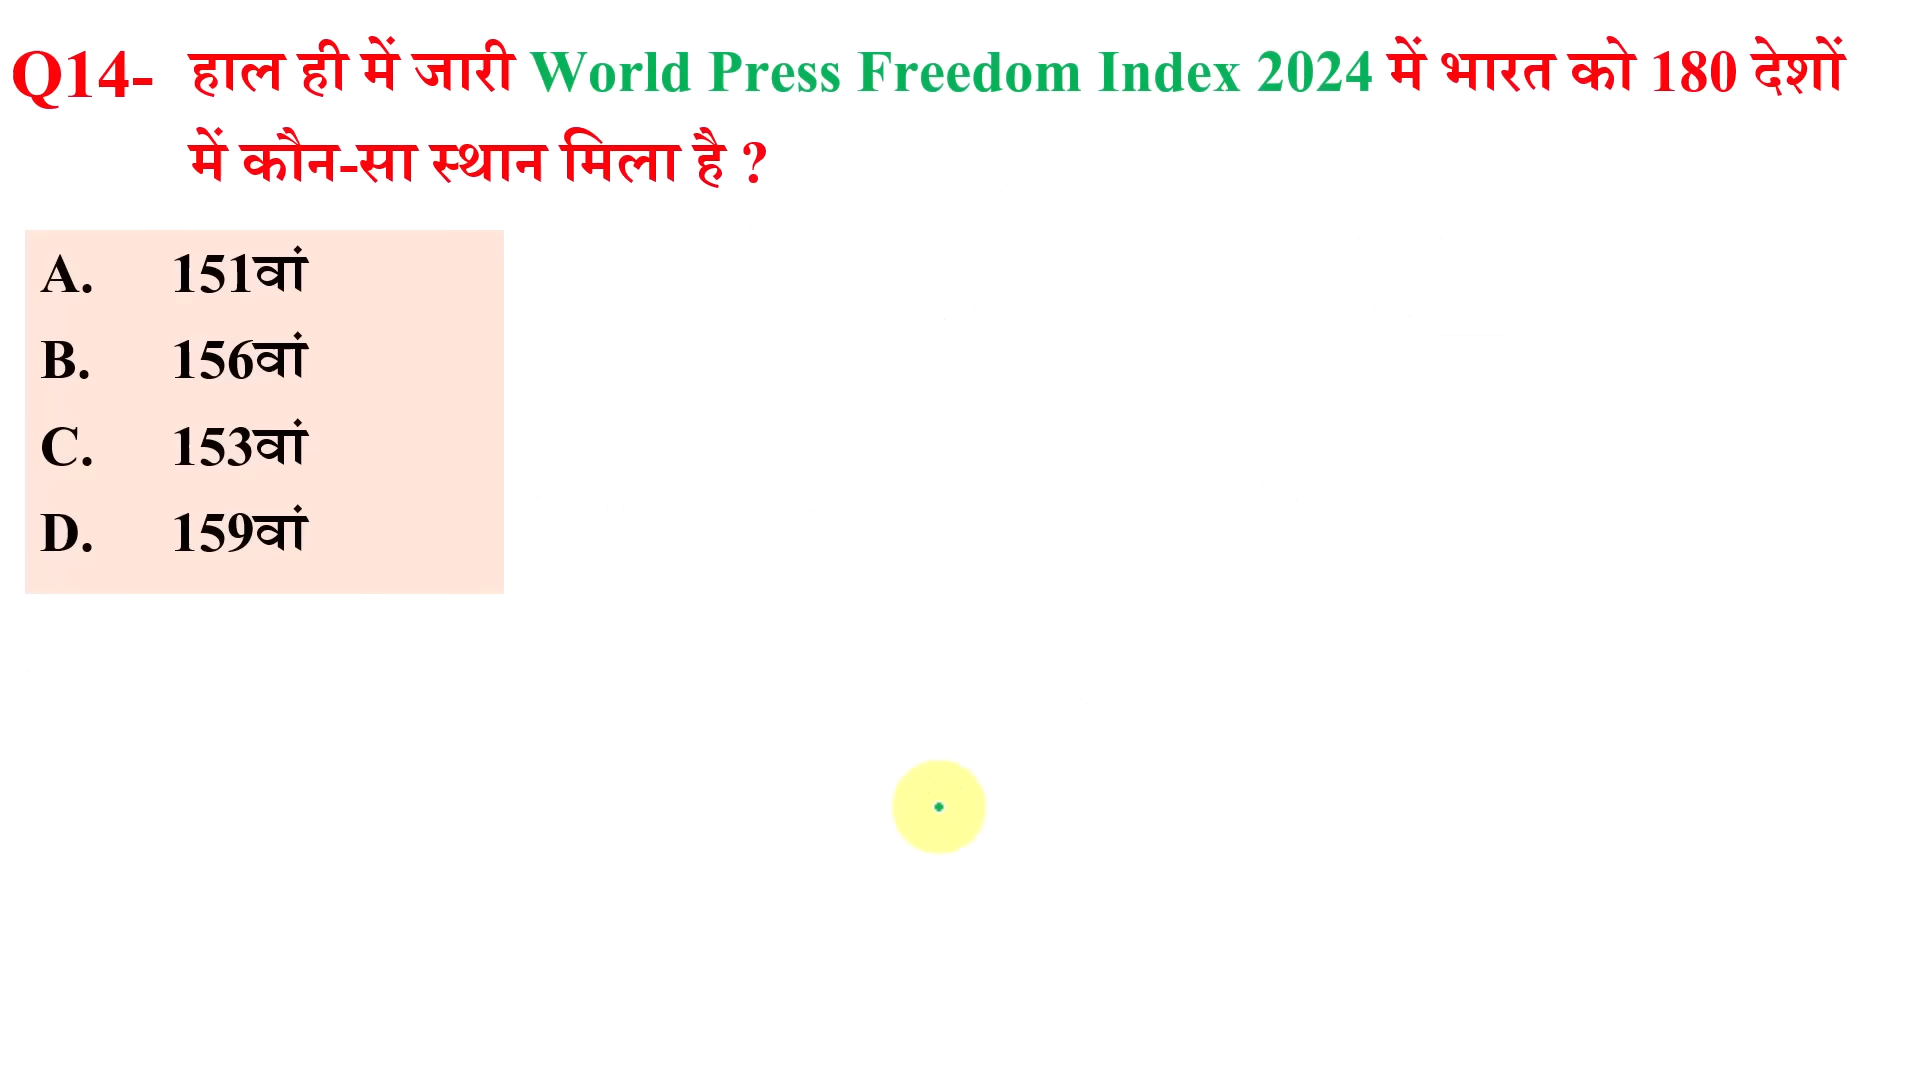 Q14- हाल ही में जारी World Press Freedom Index 2024 में भारत को 180 देशों
में कौन-सा स्थान मिला है ?
A. 151वां
B. 156वां
C. 153वां
D. 159वां